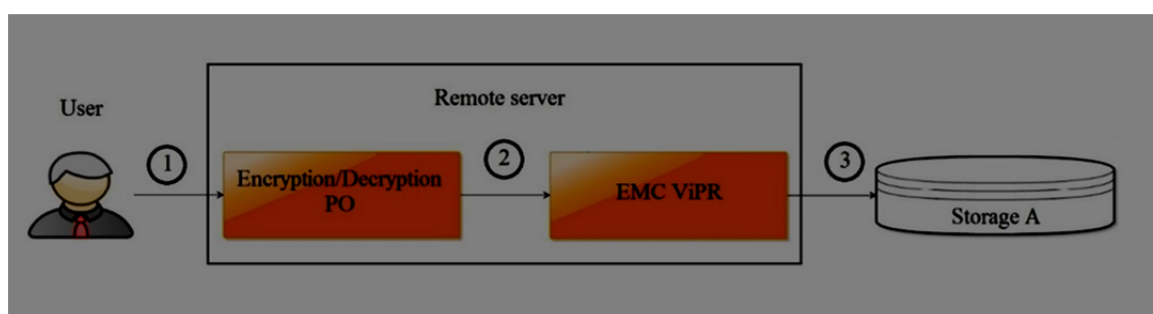 Remote server
User
1
2
3
Encryption/Decryption
PO
EMC ViPR
Storage A